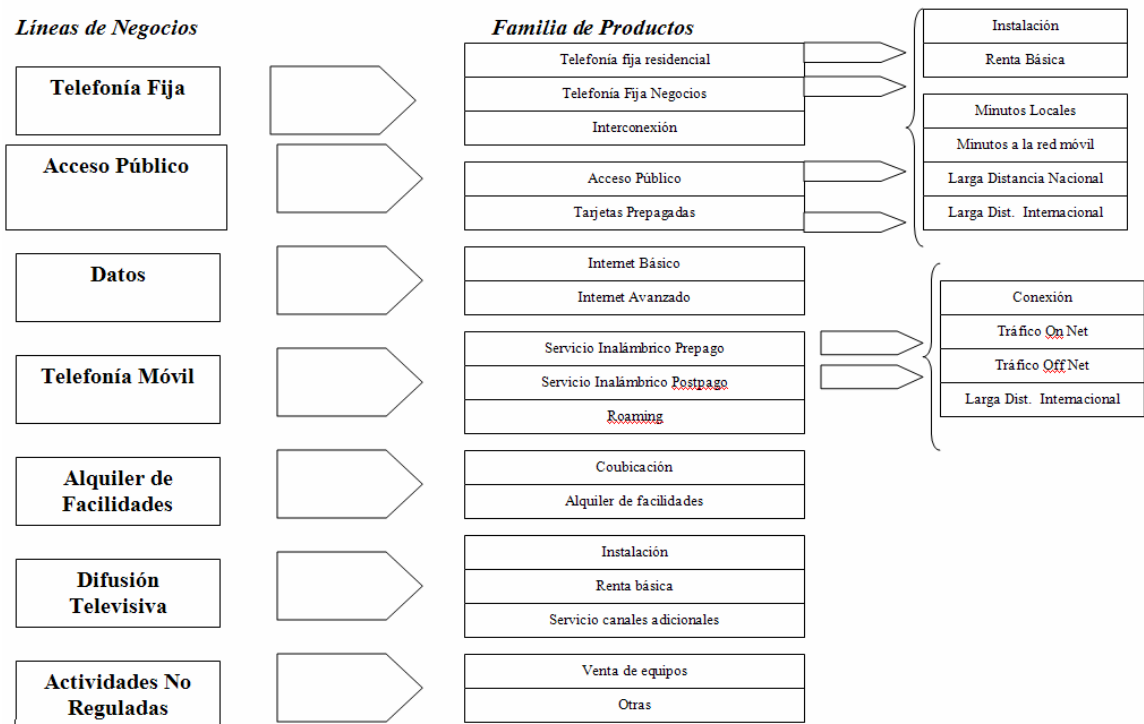 Líneas de Negocios
Familia de Productos
Telefonía Fija
Telefonía fija residencial
Telefonía Fija Negocios
Interconexión
Instalación
Renta Básica
Minutos Locales
Minutos a la red móvil
Larga Distancia Nacional
Larga Dist. Internacional
Acceso Público
Acceso Público
Tarjetas Prepagadas
Datos
Internet Básico
Internet Avanzado
Telefonía Móvil
Servicio Inalámbrico Prepago
Servicio Inalámbrico Postpago
Roaming
Conexión
Tráfico On Net
Tráfico Off Net
Larga Dist. Internacional
Alquiler de
Facilidades
Coubicación
Alquiler de facilidades
Difusión
Televisiva
Instalación
Renta básica
Servicio canales adicionales
Actividades No
Reguladas
Venta de equipos
Otras